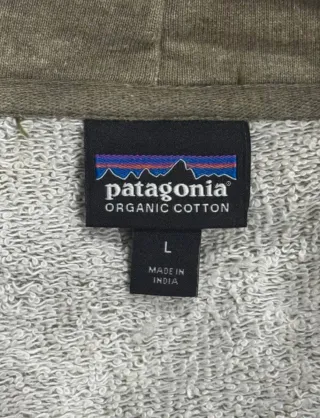 patagonia®
ORGANIC COTTON
L
MADE IN
INDIA